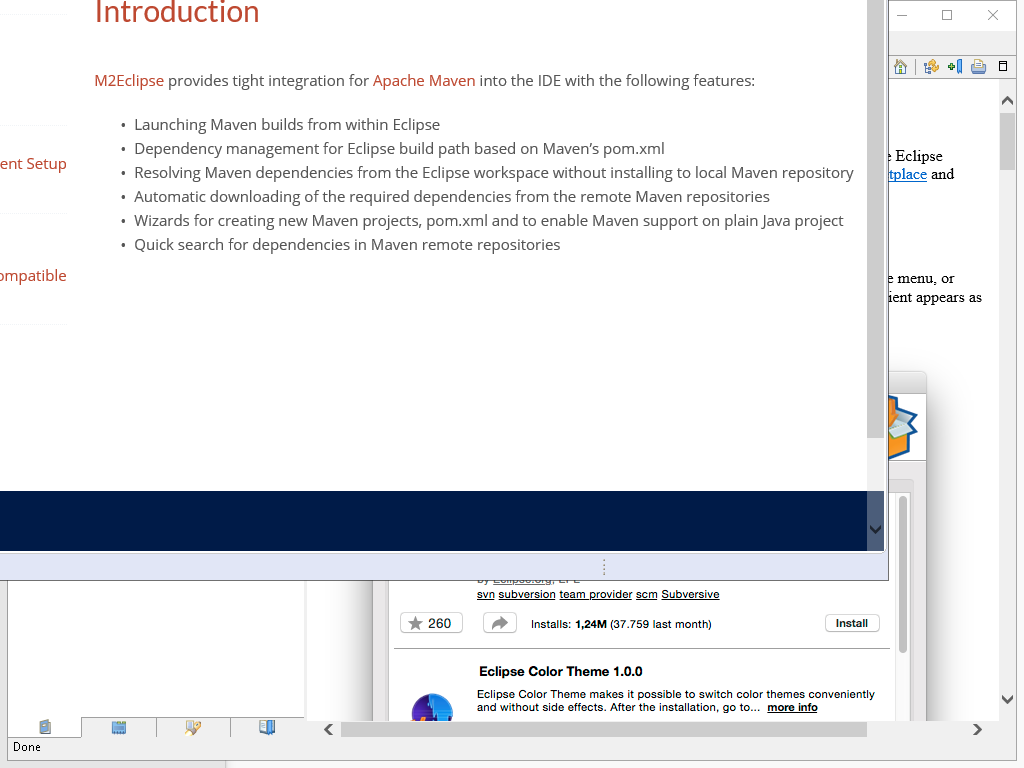 Introduction
M2Eclipse provides tight integration for Apache Maven into the IDE with the following features:
• Launching Maven builds from within Eclipse
• Dependency management for Eclipse build path based on Maven’s pom.xml
• Resolving Maven dependencies from the Eclipse workspace without installing to local Maven repository
• Automatic downloading of the required dependencies from the remote Maven repositories
• Wizards for creating new Maven projects, pom.xml and to enable Maven support on plain Java project
• Quick search for dependencies in Maven remote repositories
ent Setup
ompatible
e Eclipse
tplace and
e menu, or
ient appears as
svn subversion team provider scm Subversive
260
Installs: 1,24M (37.759 last month)
Install
Eclipse Color Theme 1.0.0
Eclipse Color Theme makes it possible to switch color themes conveniently
and without side effects. After the installation, go to... more info
Done